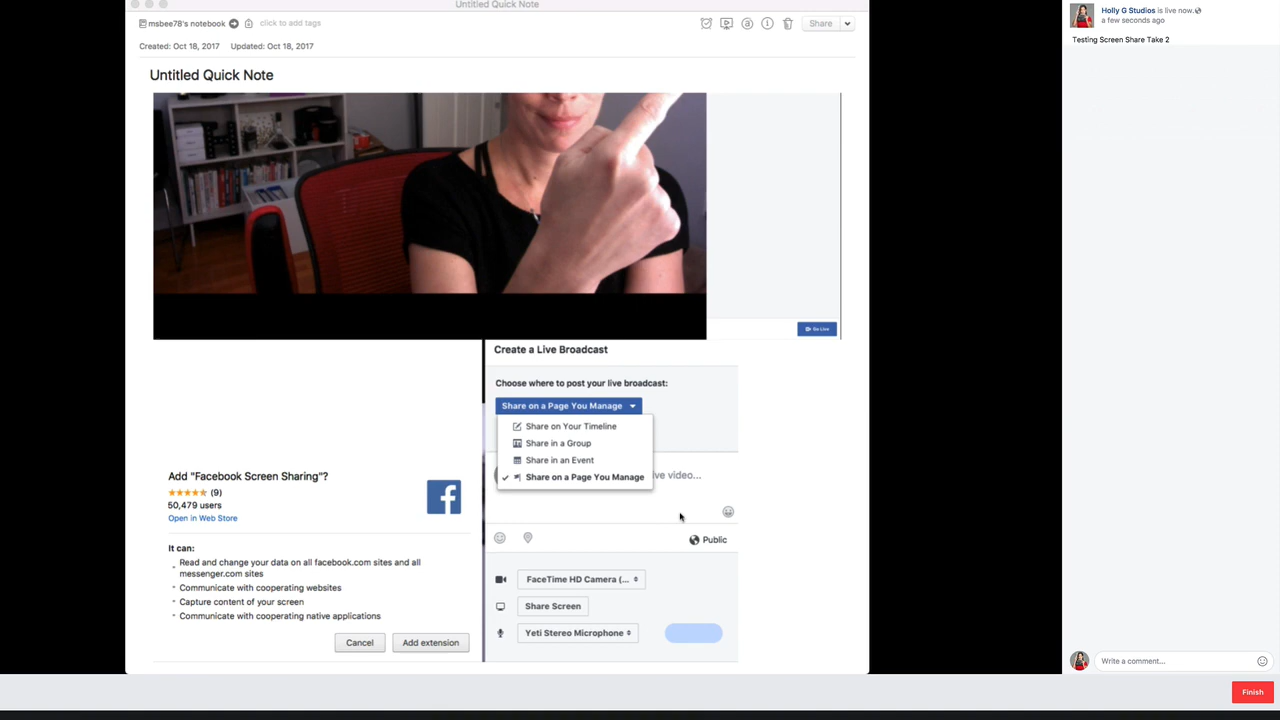 Untitled Quick Note
msbee78's notebook
click to add tags
Share
Created: Oct 18, 2017 Updated: Oct 18, 2017
Untitled Quick Note
Go Live
Create a Live Broadcast
Choose where to post your live broadcast:
Share on a Page You Manage
Share on Your Timeline
Share in a Group
Share in an Event
Share on a Page You Manage
ve video...
Public
FaceTime HD Camera (...
Share Screen
Yeti Stereo Microphone
Add "Facebook Screen Sharing"?
(9)
50,479 users
Open in Web Store
It can:
Read and change your data on all facebook.com sites and all
messenger.com sites
Communicate with cooperating websites
Capture content of your screen
Communicate with cooperating native applications
Cancel
Add extension
Holly G Studios is live now.
a few seconds ago
Testing Screen Share Take 2
Write a comment...
Finish